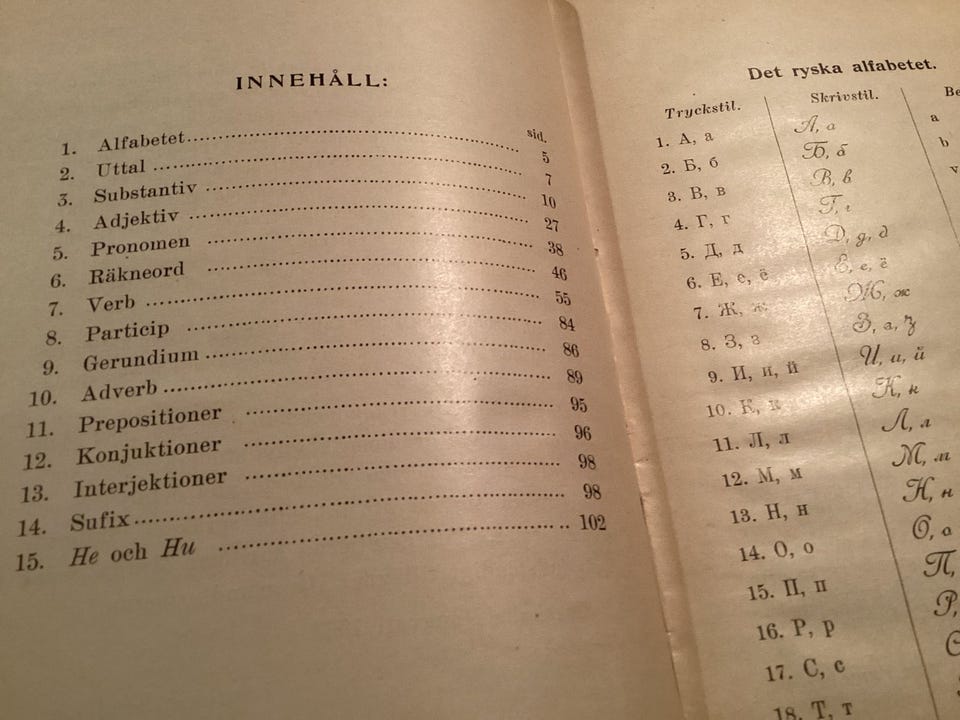 INNEHÅLL:
sid.
1. Alfabetet 5
2. Uttal 7
3. Substantiv 10
4. Adjektiv 27
5. Pronomen 38
6. Räkneord 46
7. Verb 55
8. Particip 84
9. Gerundium 86
10. Adverb 89
11. Prepositioner 95
12. Konjuktioner 96
13. Interjektioner 98
14. Sufix 98
15. Не och Ни 102
Det ryska alfabetet.
Tryckstil. Skrivstil. Be
1. А, а А, а a
2. Б, б Б, б b
3. В, в В, в v
4. Г, г Г, г
5. Д, д Д, д, д
6. Е, е, ё Е, е, ё
7. Ж, ж Ж, ж
8. З, з З, з, з
9. И, и, й И, и, й
10. К, к К, к
11. Л, л Л, л
12. М, м М, м
13. Н, н Н, н
14. О, о О, о
15. П, п П,
16. Р, р Р,
17. С, с С
18. Т, т